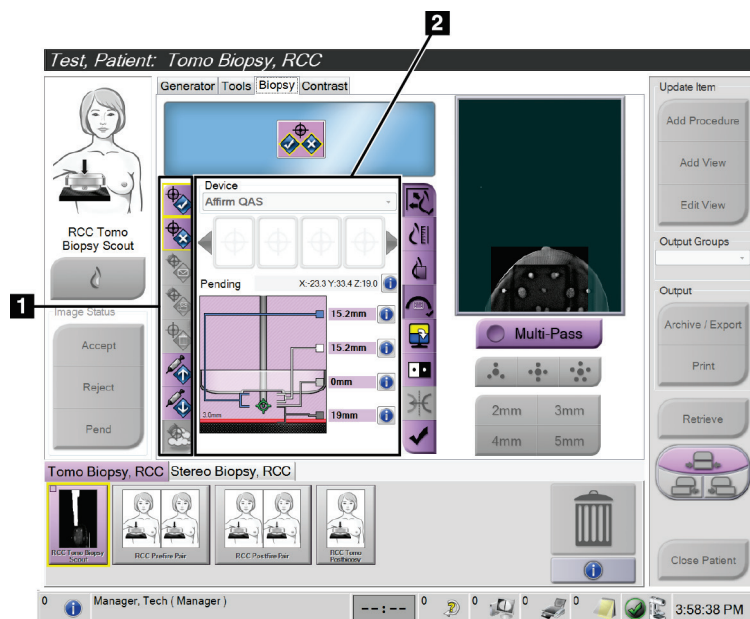 2
Test, Patient: Tomo Biopsy, RCC
Generator Tools Biopsy Contrast
Update Item
Add Procedure
Add View
Edit View
Output Groups
Output
Archive / Export
Print
Retrieve
Close Patient
RCC Tomo
Biopsy Scout
1
Image Status
Accept
Reject
Pend
Device
Affirm QAS
Pending X:-23.3 Y:33.4 Z:19.0
15.2mm
15.2mm
0mm
19mm
3.0mm
Multi-Pass
2mm 3mm
4mm 5mm
Tomo Biopsy, RCC Stereo Biopsy, RCC
RCC Tomo Biopsy
Scout
RCC Prefire Pair
RCC Postfire Pair
RCC Tomo
Postbiopsy
0 Manager, Tech ( Manager ) --:-- 0 0 0 0 3:58:38 PM